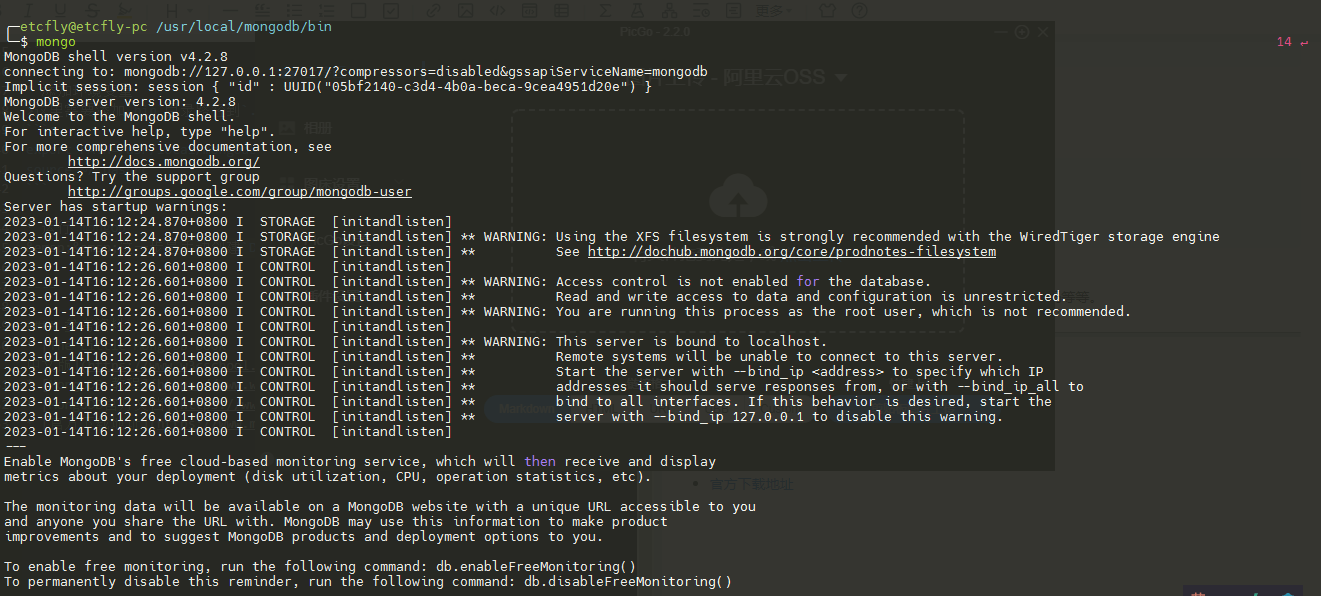 etcfly@etcfly-pc /usr/local/mongodb/bin
$ mongo
14 ↵
MongoDB shell version v4.2.8
connecting to: mongodb://127.0.0.1:27017/?compressors=disabled&gssapiServiceName=mongodb
Implicit session: session { "id" : UUID("05bf2140-c3d4-4b0a-beca-9cea4951d20e") }
MongoDB server version: 4.2.8
Welcome to the MongoDB shell.
For interactive help, type "help".
For more comprehensive documentation, see
http://docs.mongodb.org/
Questions? Try the support group
http://groups.google.com/group/mongodb-user
Server has startup warnings:
2023-01-14T16:12:24.870+0800 I  STORAGE  [initandlisten]
2023-01-14T16:12:24.870+0800 I  STORAGE  [initandlisten] ** WARNING: Using the XFS filesystem is strongly recommended with the WiredTiger storage engine
2023-01-14T16:12:24.870+0800 I  STORAGE  [initandlisten] **          See http://dochub.mongodb.org/core/prodnotes-filesystem
2023-01-14T16:12:26.601+0800 I  CONTROL  [initandlisten]
2023-01-14T16:12:26.601+0800 I  CONTROL  [initandlisten] ** WARNING: Access control is not enabled for the database.
2023-01-14T16:12:26.601+0800 I  CONTROL  [initandlisten] **          Read and write access to data and configuration is unrestricted.
2023-01-14T16:12:26.601+0800 I  CONTROL  [initandlisten] ** WARNING: You are running this process as the root user, which is not recommended.
2023-01-14T16:12:26.601+0800 I  CONTROL  [initandlisten]
2023-01-14T16:12:26.601+0800 I  CONTROL  [initandlisten] ** WARNING: This server is bound to localhost.
2023-01-14T16:12:26.601+0800 I  CONTROL  [initandlisten] **          Remote systems will be unable to connect to this server.
2023-01-14T16:12:26.601+0800 I  CONTROL  [initandlisten] **          Start the server with --bind_ip <address> to specify which IP
2023-01-14T16:12:26.601+0800 I  CONTROL  [initandlisten] **          addresses it should serve responses from, or with --bind_ip_all to
2023-01-14T16:12:26.601+0800 I  CONTROL  [initandlisten] **          bind to all interfaces. If this behavior is desired, start the
2023-01-14T16:12:26.601+0800 I  CONTROL  [initandlisten] **          server with --bind_ip 127.0.0.1 to disable this warning.
2023-01-14T16:12:26.601+0800 I  CONTROL  [initandlisten]
---
Enable MongoDB's free cloud-based monitoring service, which will then receive and display
metrics about your deployment (disk utilization, CPU, operation statistics, etc).
The monitoring data will be available on a MongoDB website with a unique URL accessible to you
and anyone you share the URL with. MongoDB may use this information to make product
improvements and to suggest MongoDB products and deployment options to you.
To enable free monitoring, run the following command: db.enableFreeMonitoring()
To permanently disable this reminder, run the following command: db.disableFreeMonitoring()
PicGo - 2.2.0
阿里云OSS
相册
官方下载地址